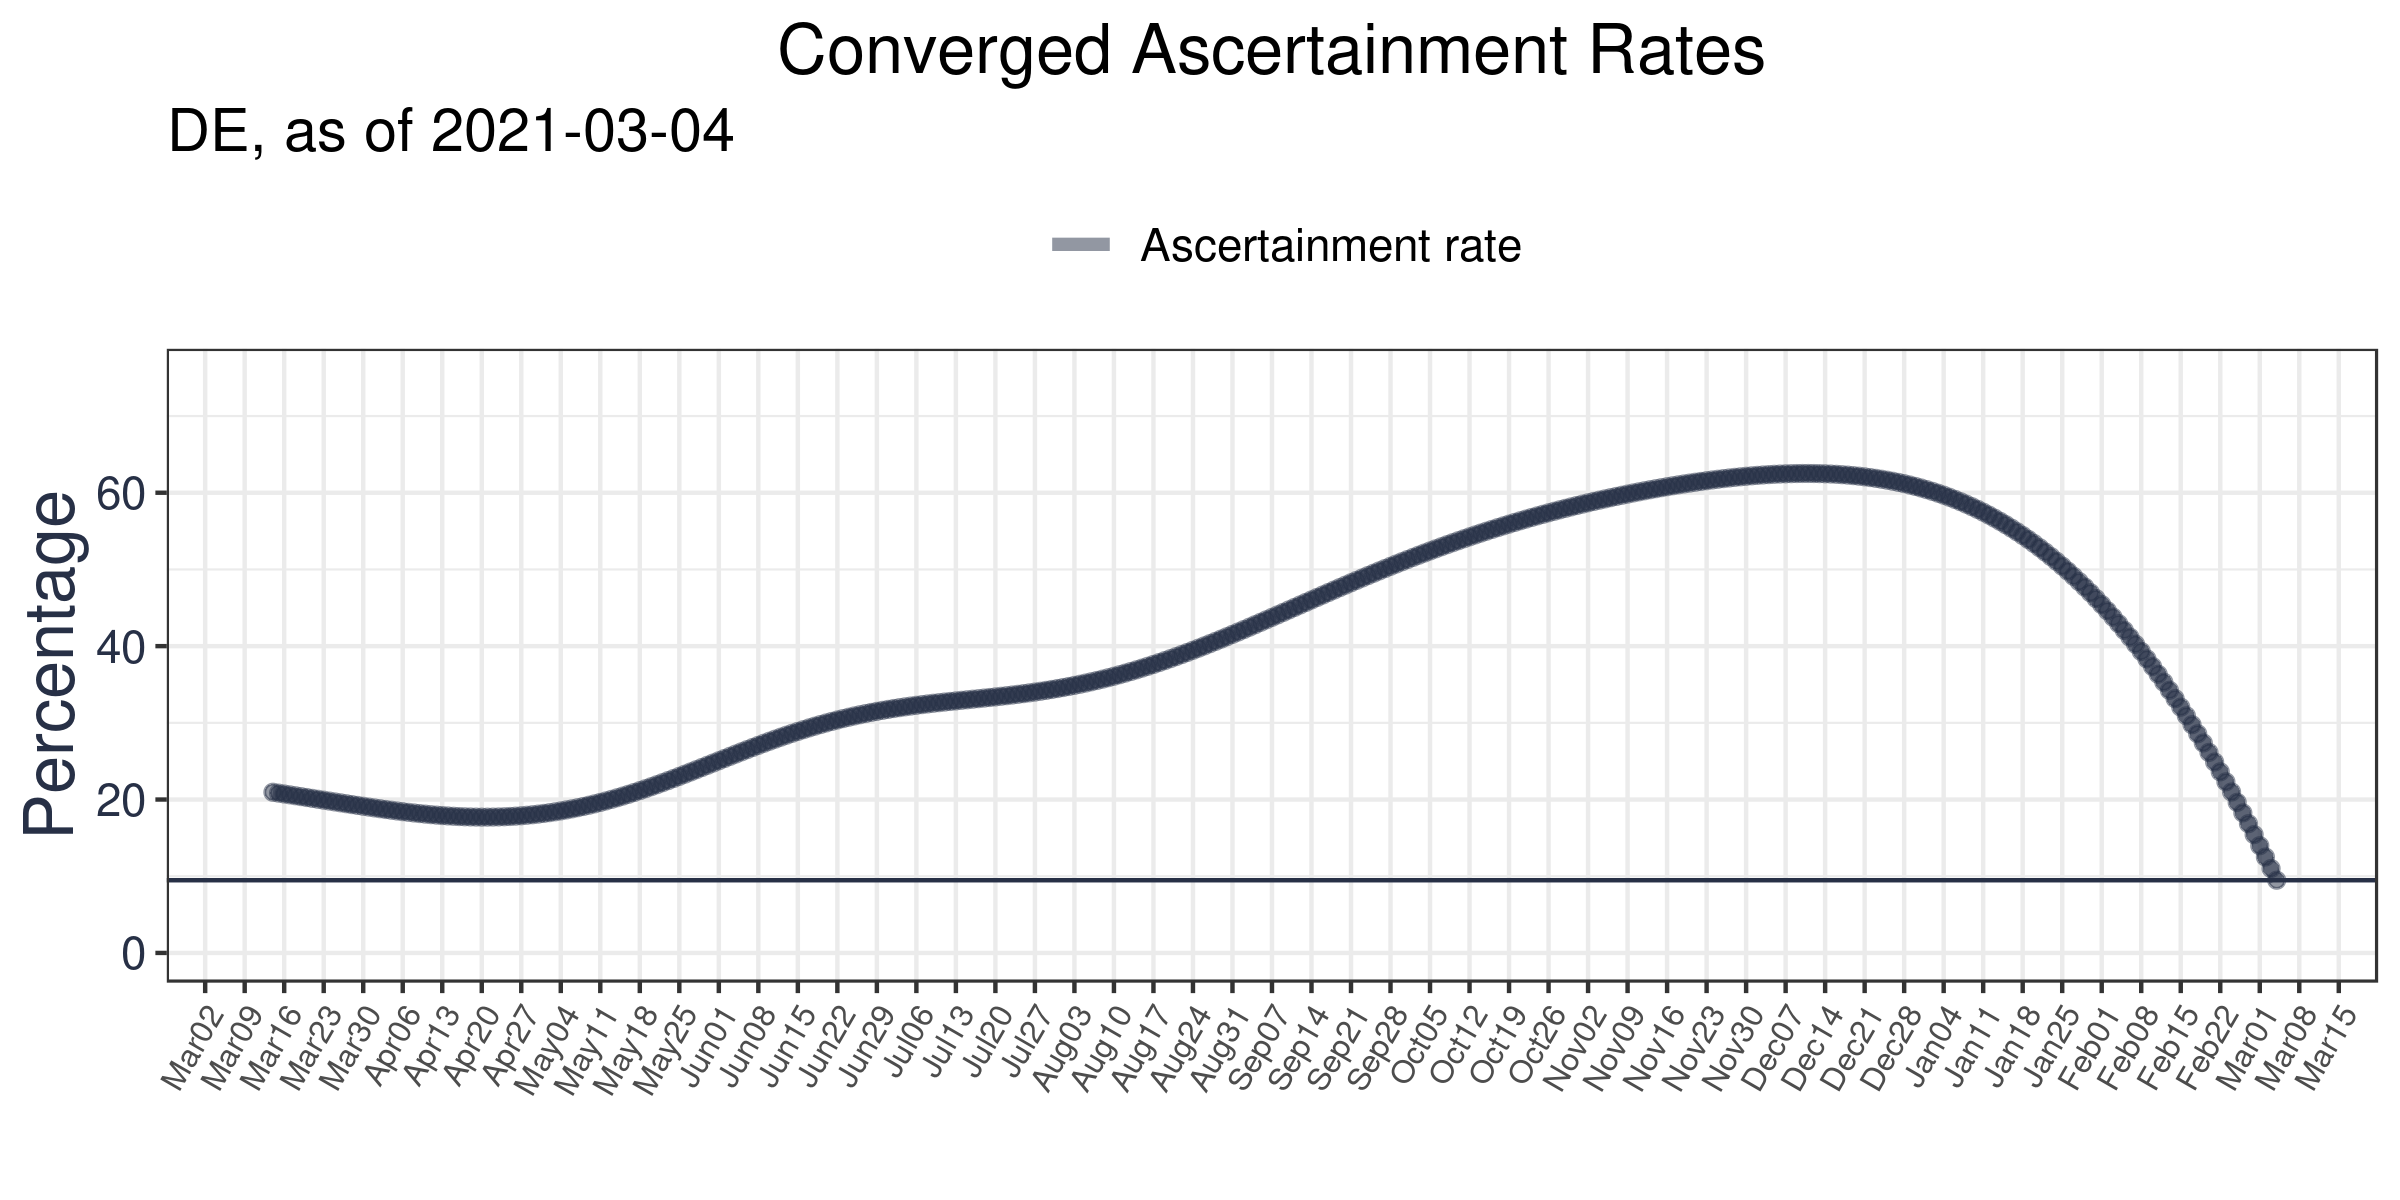 Converged Ascertainment Rates
DE, as of 2021-03-04
Ascertainment rate
Percentage
60
40
20
0
Mar02 Mar09 Mar16 Mar23 Mar30 Apr06 Apr13 Apr20 Apr27 May04 May11 May18 May25 Jun01 Jun08 Jun15 Jun22 Jun29 Jul06 Jul13 Jul20 Jul27 Aug03 Aug10 Aug17 Aug24 Aug31 Sep07 Sep14 Sep21 Sep28 Oct05 Oct12 Oct19 Oct26 Nov02 Nov09 Nov16 Nov23 Nov30 Dec07 Dec14 Dec21 Dec28 Jan04 Jan11 Jan18 Jan25 Feb01 Feb08 Feb15 Feb22 Mar01 Mar08 Mar15